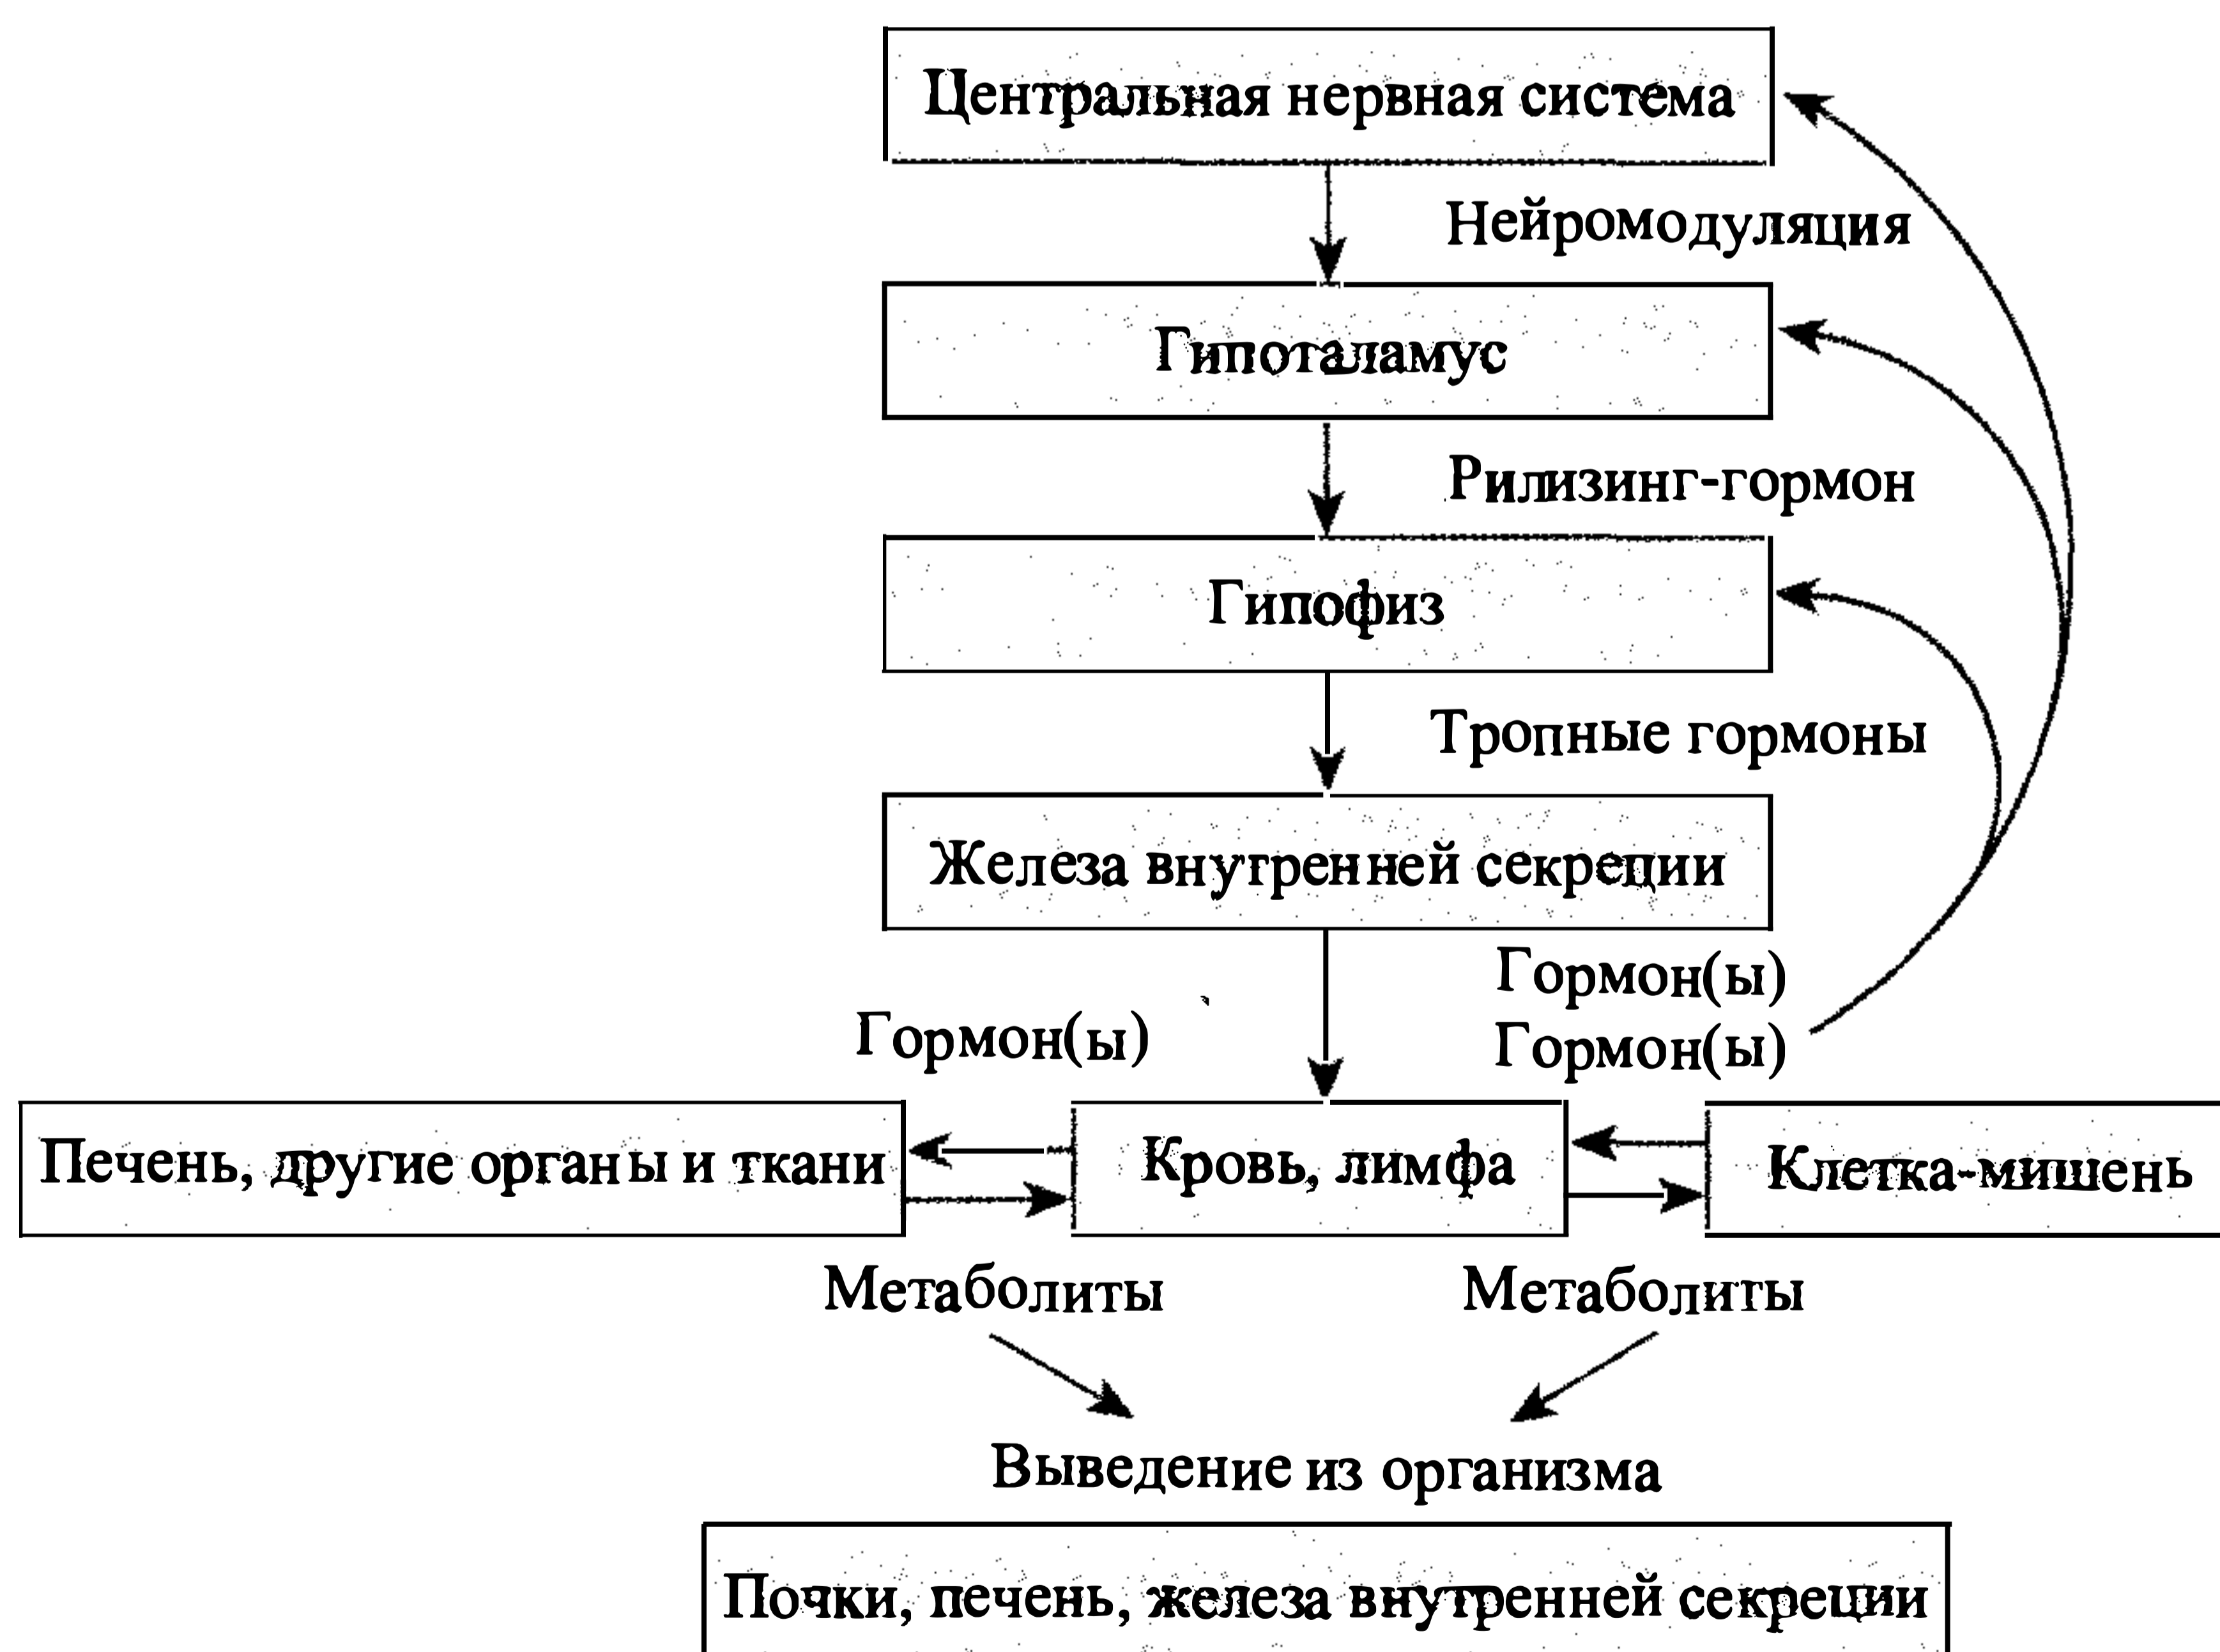 Центральная нервная система
Нейромодуляция
Гипоталамус
Рилизинг-гормон
Гипофиз
Тропные гормоны
Железа внутренней секреции
Гормон(ы)
Гормон(ы)
Гормон(ы)
Печень, другие органы и ткани
Кровь, лимфа
Клетка-мишень
Метаболиты
Метаболиты
Выведение из организма
Почки, печень, железа внутренней секреции